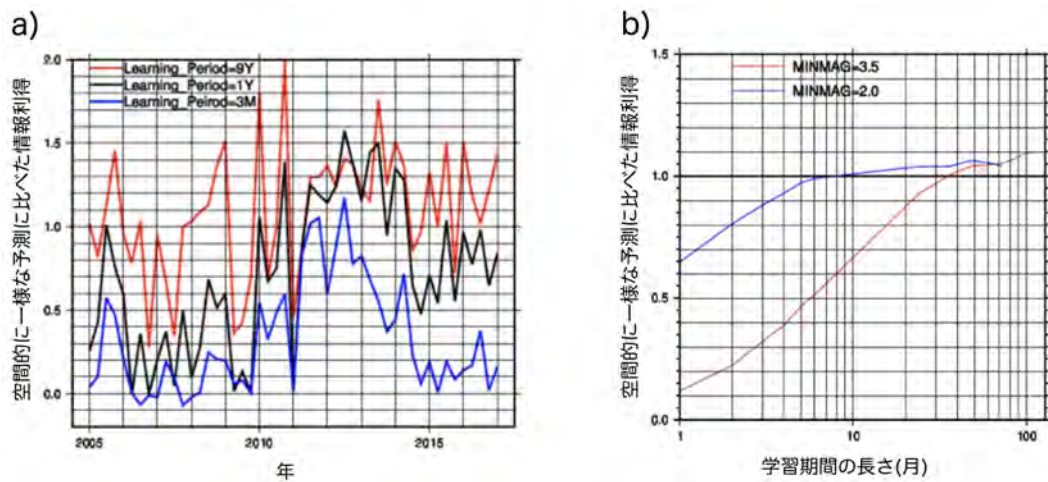 a)
空間的に一様な予測に比べた情報利得
2.0
1.5
1.0
0.5
0.0
Learning_Period=9Y
Learning_Period=1Y
Learning_Peirod=3M
2005
2010
2015
年
b)
空間的に一様な予測に比べた情報利得
1.5
1.0
0.5
0.0
MINMAG=3.5
MINMAG=2.0
1
10
100
学習期間の長さ(月)